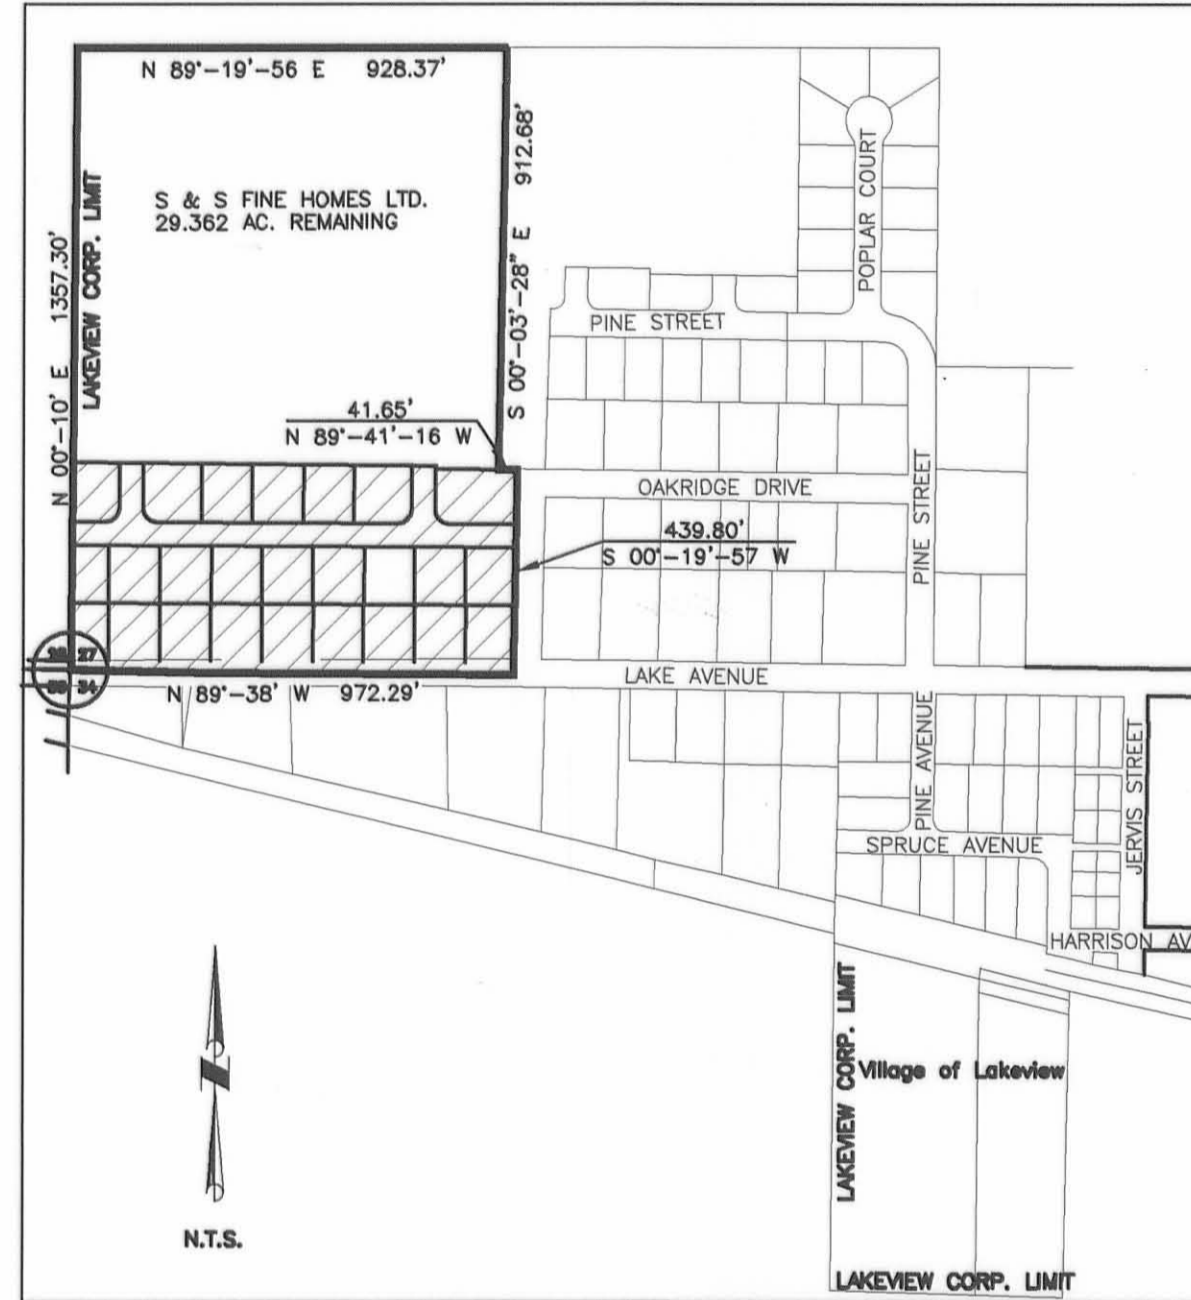 N 89°-19'-56 E 928.37'
LAKEVIEW CORP. LIMIT
N 00°-10' E 1357.30'
S & S FINE HOMES LTD.
29.362 AC. REMAINING
S 00°-03'-28" E 912.68'
POPLAR COURT
PINE STREET
41.65'
N 89°-41'-16 W
OAKRIDGE DRIVE
PINE STREET
439.80'
S 00°-19'-57 W
27
34
LAKE AVENUE
N 89°-38' W 972.29'
PINE AVENUE
JERVIS STREET
SPRUCE AVENUE
HARRISON AV
LAKEVIEW CORP. LIMIT
Village of Lakeview
N
N.T.S.
LAKEVIEW CORP. LIMIT